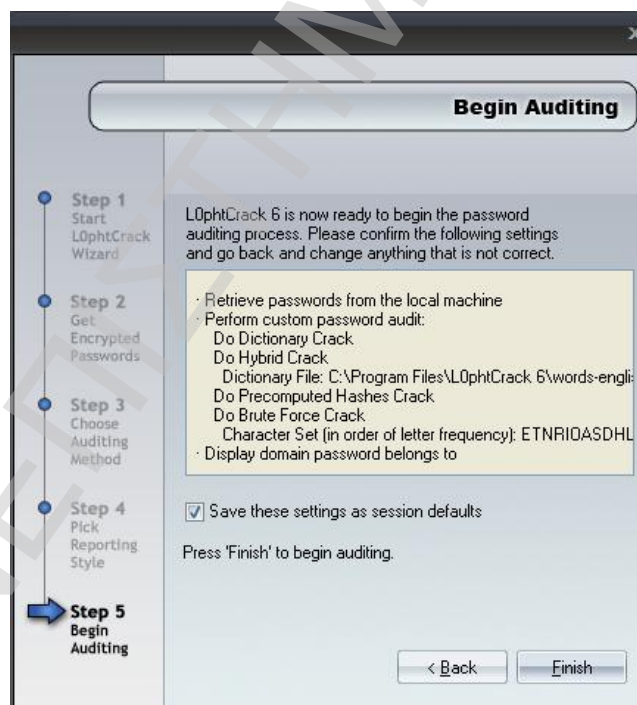 Begin Auditing
Step 1
Start
L0phtCrack
Wizard
Step 2
Get
Encrypted
Passwords
Step 3
Choose
Auditing
Method
Step 4
Pick
Reporting
Style
Step 5
Begin
Auditing
L0phtCrack 6 is now ready to begin the password
auditing process. Please confirm the following settings
and go back and change anything that is not correct.
· Retrieve passwords from the local machine
· Perform custom password audit:
Do Dictionary Crack
Do Hybrid Crack
Dictionary File: C:\Program Files\L0phtCrack 6\words-englis
Do Precomputed Hashes Crack
Do Brute Force Crack
Character Set (in order of letter frequency): ETNRIOASDHL
· Display domain password belongs to
Save these settings as session defaults
Press 'Finish' to begin auditing.
< Back
Finish